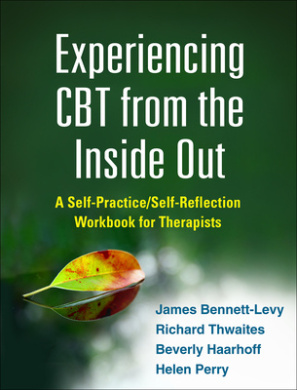 Experiencing
CBT from the
Inside Out
A Self-Practice/Self-Reflection
Workbook for Therapists
James Bennett-Levy
Richard Thwaites
Beverly Haarhoff
Helen Perry